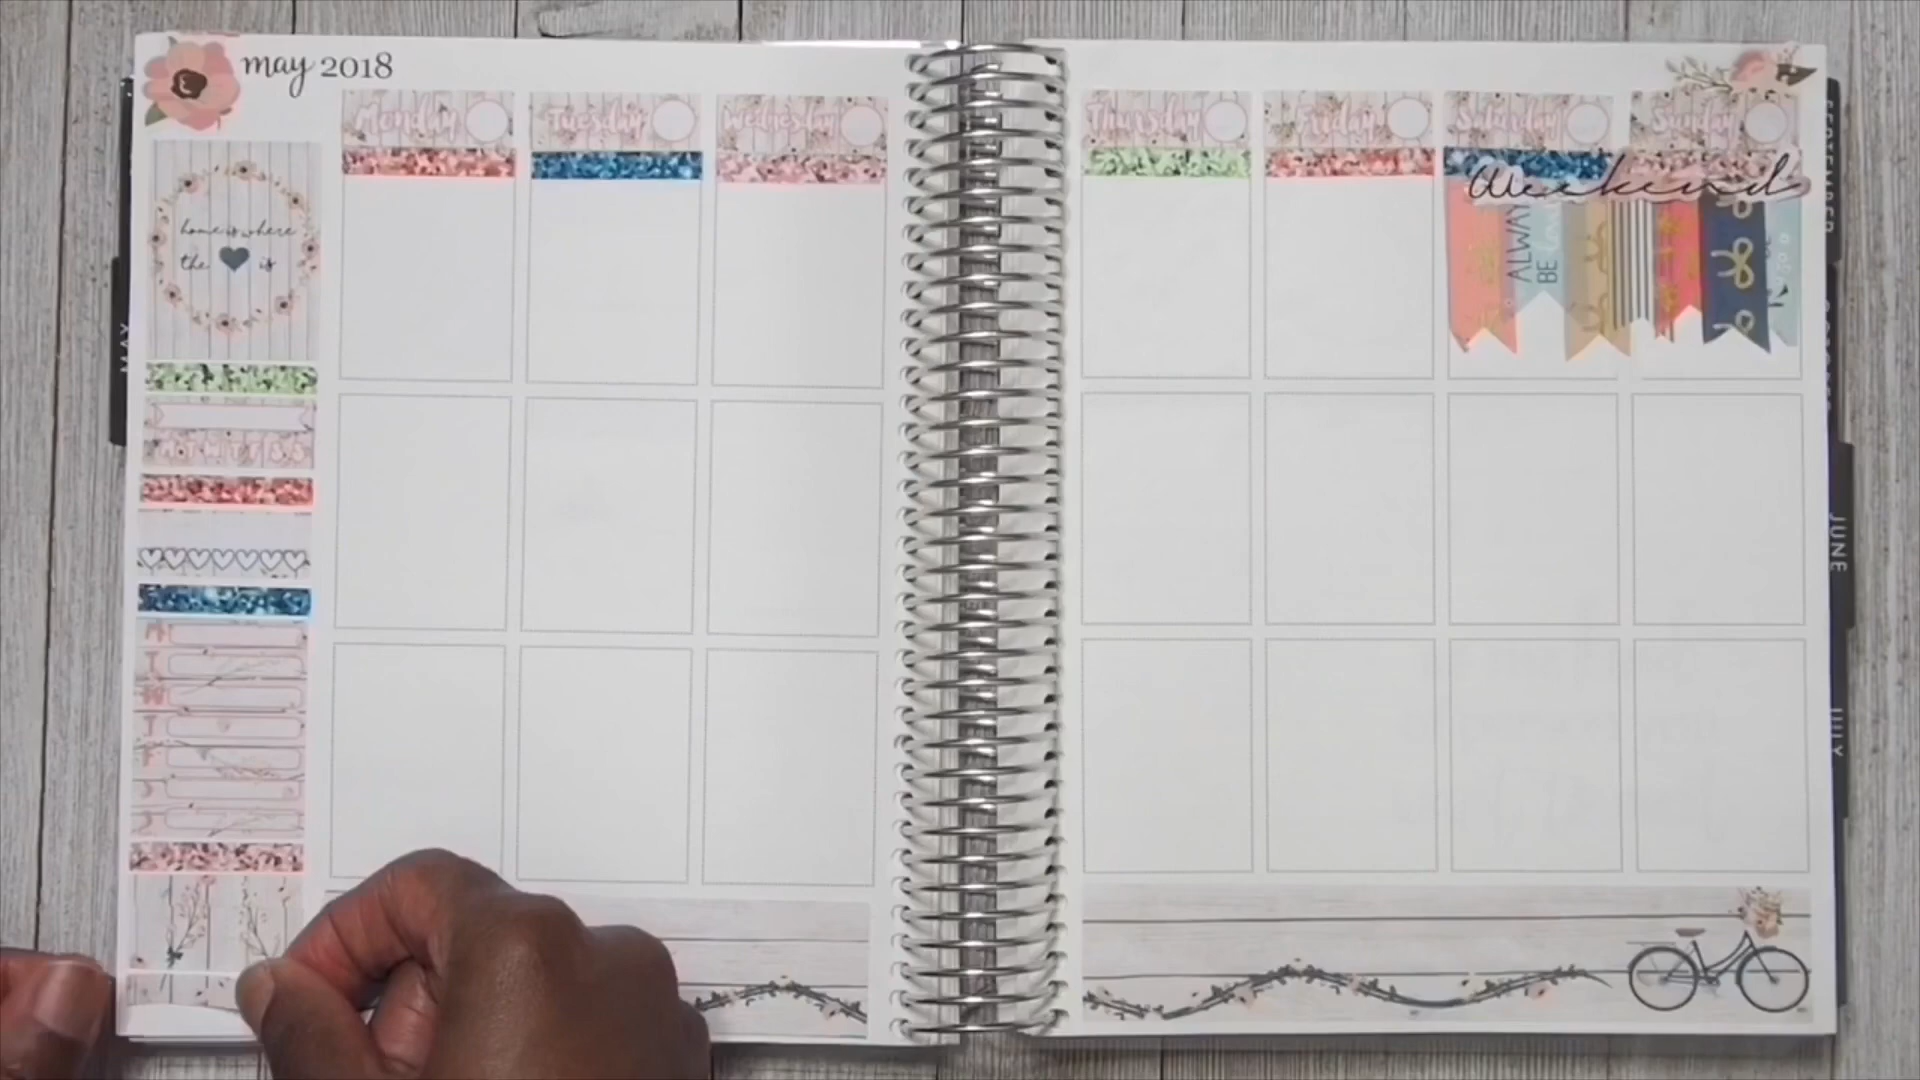 may 2018
Monday
Tuesday
Wednesday
Thursday
Friday
Saturday
Sunday
Weekend
home is where
the is
ALWAYS
BE
M T W T F S S
M
T
W
T
F
S
S
MAY
SEPTEMBER
JUNE
JULY